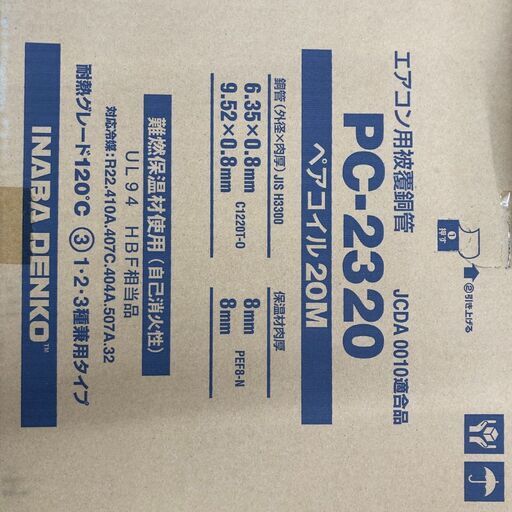 エアコン用被覆銅管
JCDA 0010適合品
PC-2320
ペアコイル 20M
銅管（外径×肉厚）JIS H3300
保温材肉厚
6.35×0.8mm
C1220T-O
8mm
PEF8-N
9.52×0.8mm
8mm
難燃保温材使用（自己消火性）
UL94 HBF相当品
対応冷媒：R22.410A.407C.404A.507A.32
耐熱グレード120℃ ③ 1・2・3種兼用タイプ
INABA DENKO™
①
押す
②引き上げる